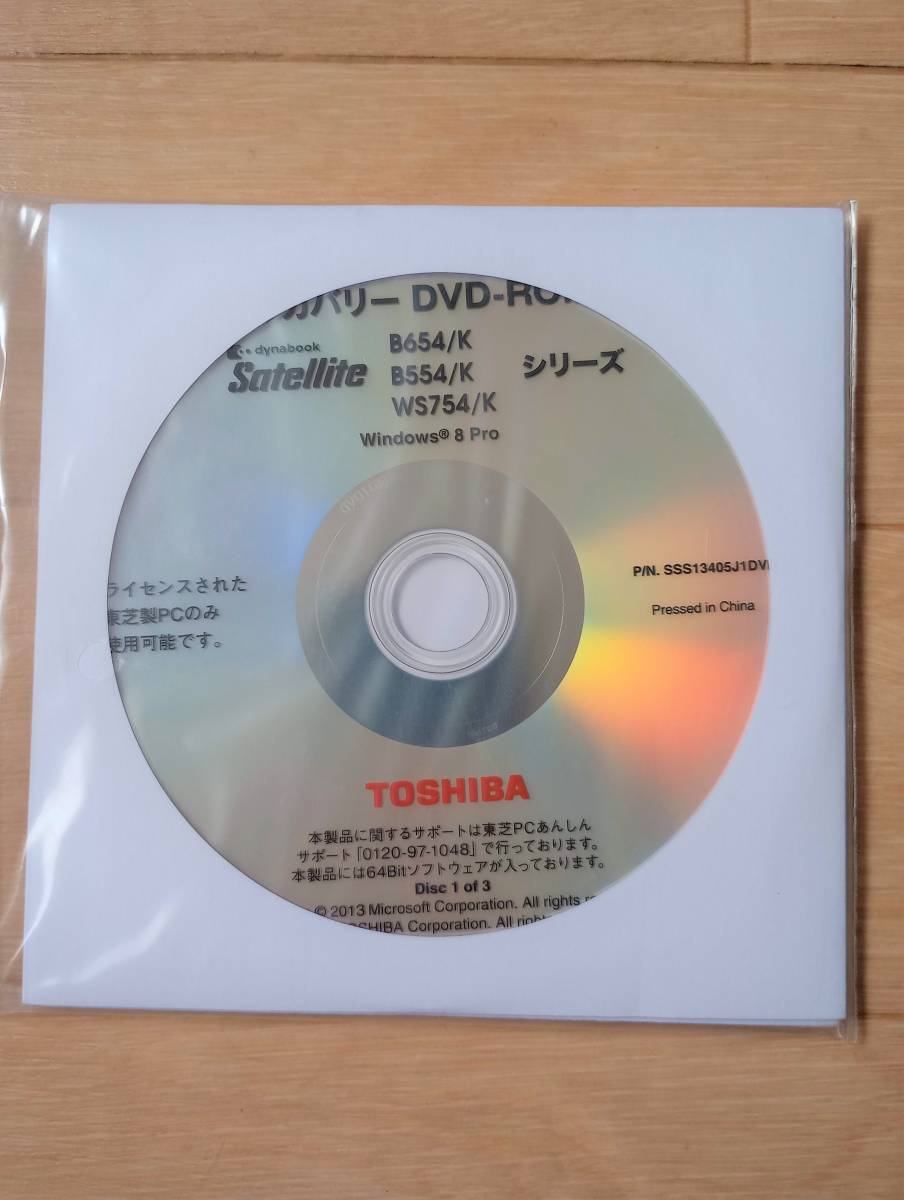 カバリー DVD-ROM
dynabook
Satellite
B654/K
B554/K
WS754/K
シリーズ
Windows® 8 Pro
ライセンスされた
東芝製PCのみ
使用可能です。
P/N. SSS13405J1DV
Pressed in China
TOSHIBA
本製品に関するサポートは東芝PCあんしん
サポート「0120-97-1048」で行っております。
本製品には64Bitソフトウェアが入っております。
Disc 1 of 3
© 2013 Microsoft Corporation. All rights
TOSHIBA Corporation. All